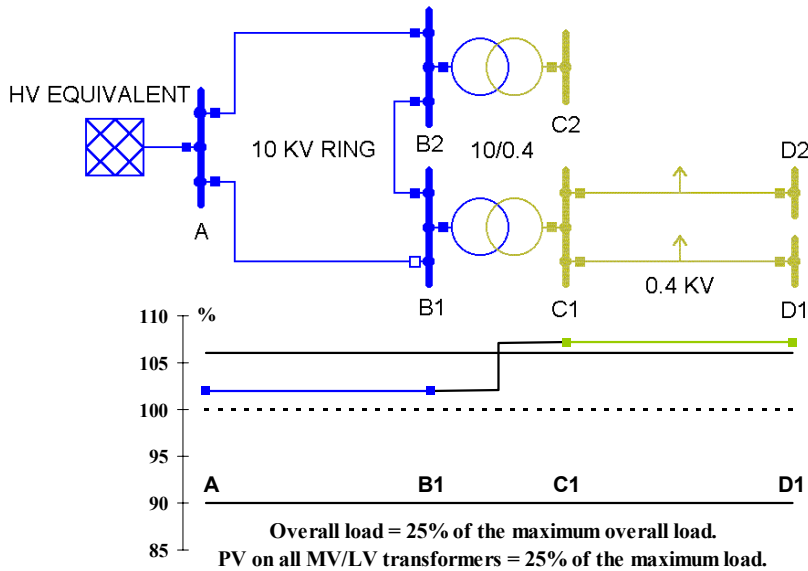 HV EQUIVALENT
10 KV RING
A
B2
10/0.4
C2
D2
B1
C1
0.4 KV
D1
110 %
105
100
95
90
85
A B1 C1 D1
Overall load = 25% of the maximum overall load.
PV on all MV/LV transformers = 25% of the maximum load.